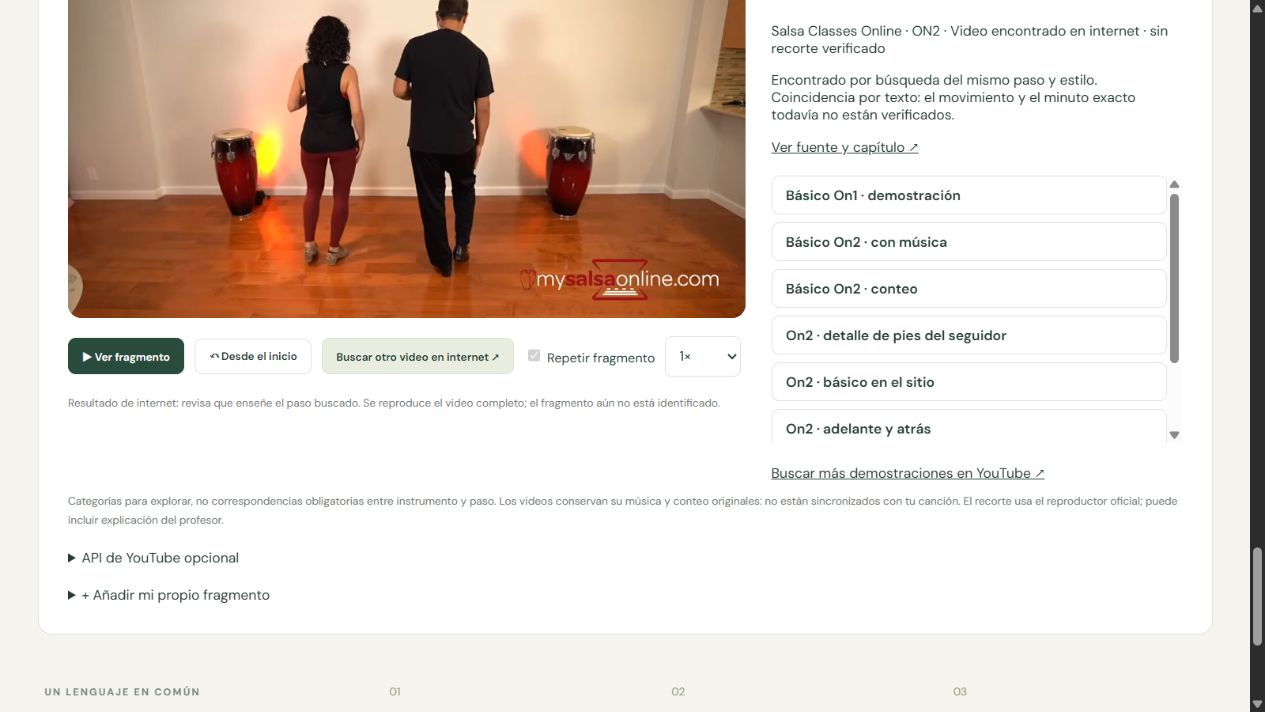 mysalsaonline.com
▶ Ver fragmento
↶ Desde el inicio
Buscar otro video en internet ↗
Repetir fragmento
1×
Resultado de internet: revisa que enseñe el paso buscado. Se reproduce el video completo; el fragmento aún no está identificado.
Salsa Classes Online · ON2 · Video encontrado en internet · sin
recorte verificado
Encontrado por búsqueda del mismo paso y estilo.
Coincidencia por texto: el movimiento y el minuto exacto
todavía no están verificados.
Ver fuente y capítulo ↗
Básico On1 · demostración
Básico On2 · con música
Básico On2 · conteo
On2 · detalle de pies del seguidor
On2 · básico en el sitio
On2 · adelante y atrás
Buscar más demostraciones en YouTube ↗
Categorías para explorar, no correspondencias obligatorias entre instrumento y paso. Los videos conservan su música y conteo originales: no están sincronizados con tu canción. El recorte usa el reproductor oficial; puede
incluir explicación del profesor.
▶ API de YouTube opcional
▶ + Añadir mi propio fragmento
UN LENGUAJE EN COMÚN
01
02
03